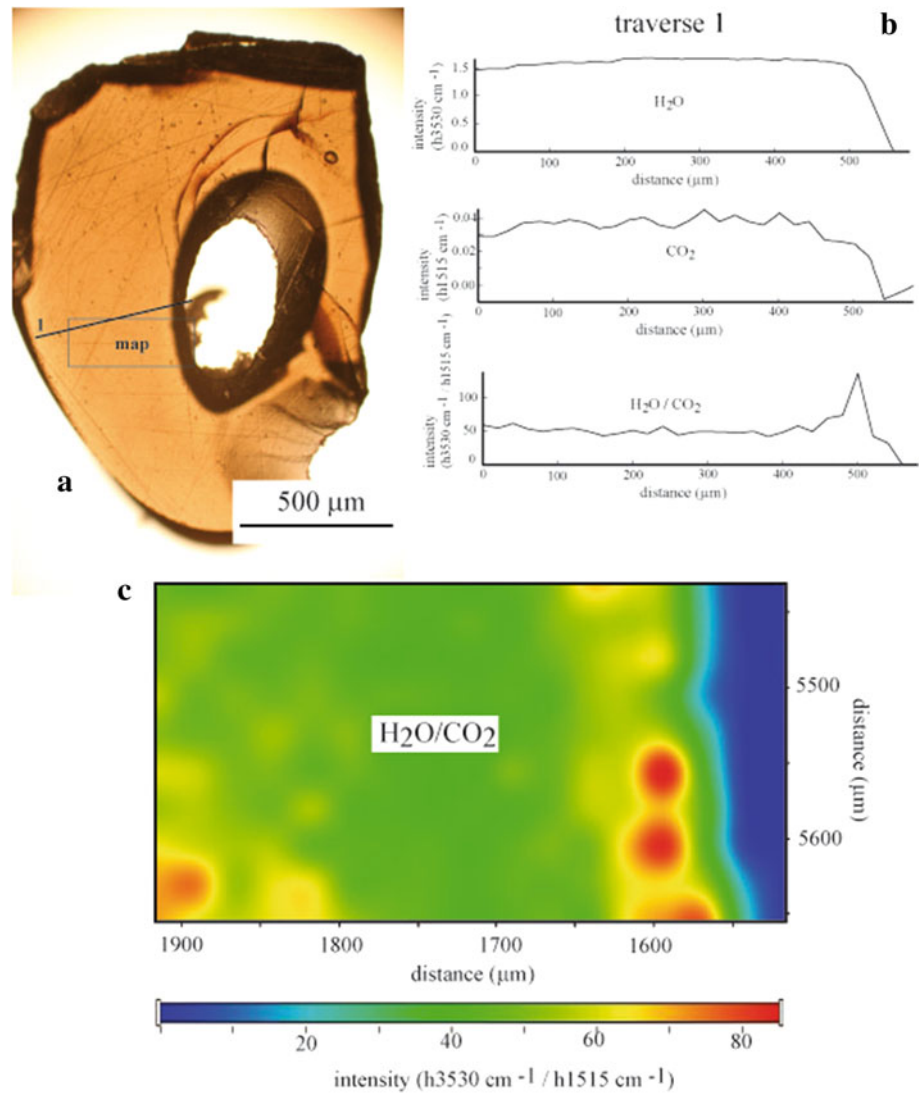 1
map
a
500 µm
traverse 1
b
intensity
(h3530 cm -1)
1.5
1.0
0.5
0.0
H2O
0 100 200 300 400 500
distance (µm)
intensity
(h1515 cm -1)
0.04
0.02
0.00
CO2
0 100 200 300 400 500
distance (µm)
intensity
(h3530 cm -1 / h1515 cm -1)
100
50
0
H2O / CO2
0 100 200 300 400 500
distance (µm)
c
H2O/CO2
5500
5600
distance (µm)
1900 1800 1700 1600
distance (µm)
20 40 60 80
intensity (h3530 cm -1 / h1515 cm -1)